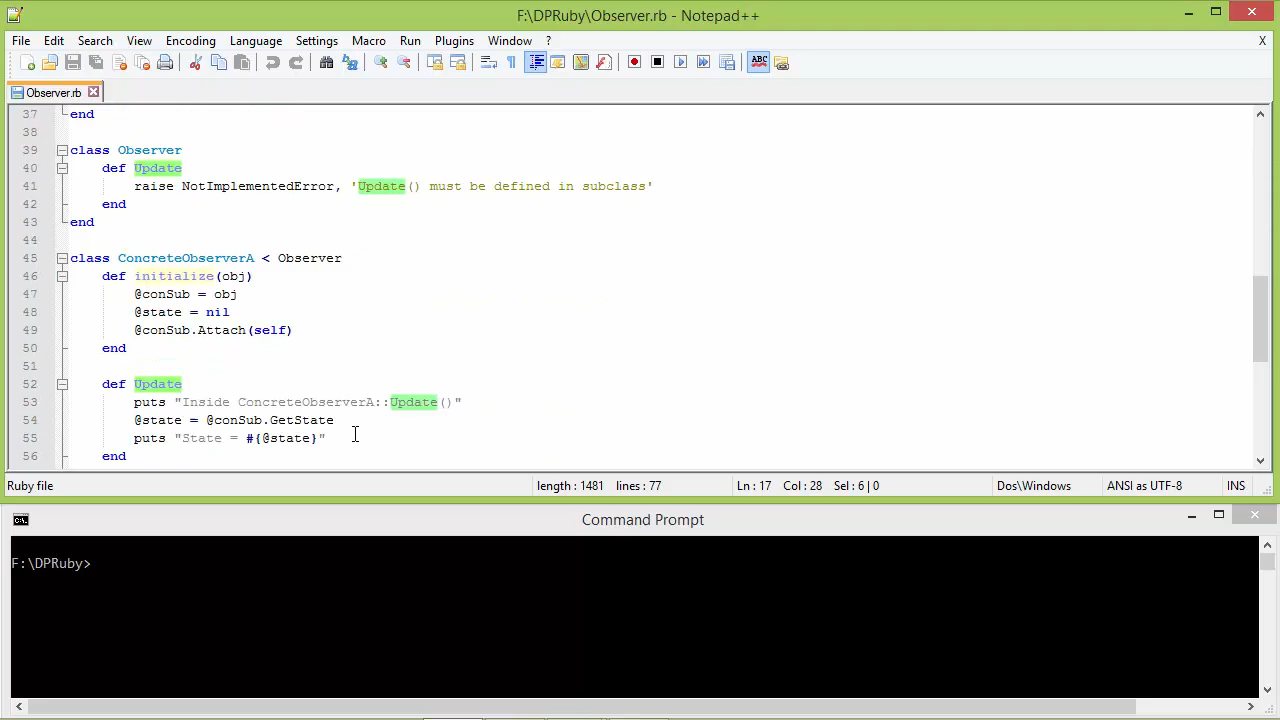 F:\DPRuby\Observer.rb - Notepad++
File Edit Search View Encoding Language Settings Macro Run Plugins Window ? X
ABC
Observer.rb
37 end
38
39 class Observer
40 def Update
41 raise NotImplementedError, 'Update() must be defined in subclass'
42 end
43 end
44
45 class ConcreteObserverA < Observer
46 def initialize(obj)
47 @conSub = obj
48 @state = nil
49 @conSub.Attach(self)
50 end
51
52 def Update
53 puts "Inside ConcreteObserverA::Update()"
54 @state = @conSub.GetState
55 puts "State = #{@state}"
56 end
Ruby file length : 1481 lines : 77 Ln : 17 Col : 28 Sel : 6 | 0 Dos\Windows ANSI as UTF-8 INS
Command Prompt
F:\DPRuby>